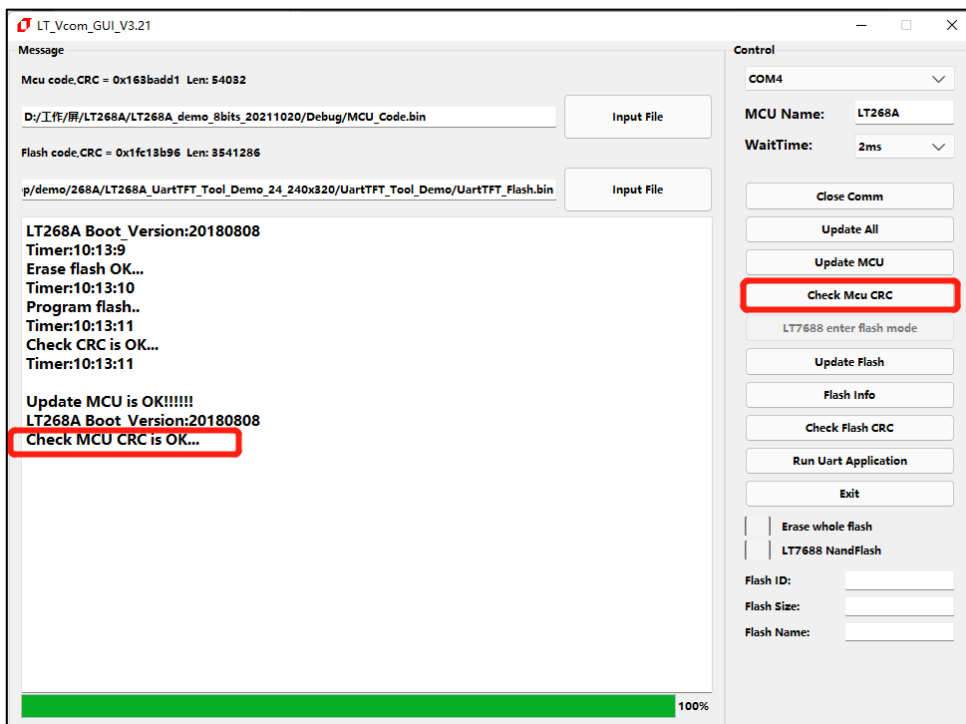 LT_Vcom_GUI_V3.21
Message
Mcu code,CRC = 0x163badd1 Len: 54032
D:/工作/屏/LT268A/LT268A_demo_8bits_20211020/Debug/MCU_Code.bin
Input File
Flash code,CRC = 0x1fc13b96 Len: 3541286
p/demo/268A/LT268A_UartTFT_Tool_Demo_24_240x320/UartTFT_Tool_Demo/UartTFT_Flash.bin
Input File
LT268A Boot_Version:20180808
Timer:10:13:9
Erase flash OK...
Timer:10:13:10
Program flash..
Timer:10:13:11
Check CRC is OK...
Timer:10:13:11
Update MCU is OK!!!!!!
LT268A Boot_Version:20180808
Check MCU CRC is OK...
100%
Control
COM4
MCU Name:
LT268A
WaitTime:
2ms
Close Comm
Update All
Update MCU
Check Mcu CRC
LT7688 enter flash mode
Update Flash
Flash Info
Check Flash CRC
Run Uart Application
Exit
Erase whole flash
LT7688 NandFlash
Flash ID:
Flash Size:
Flash Name: